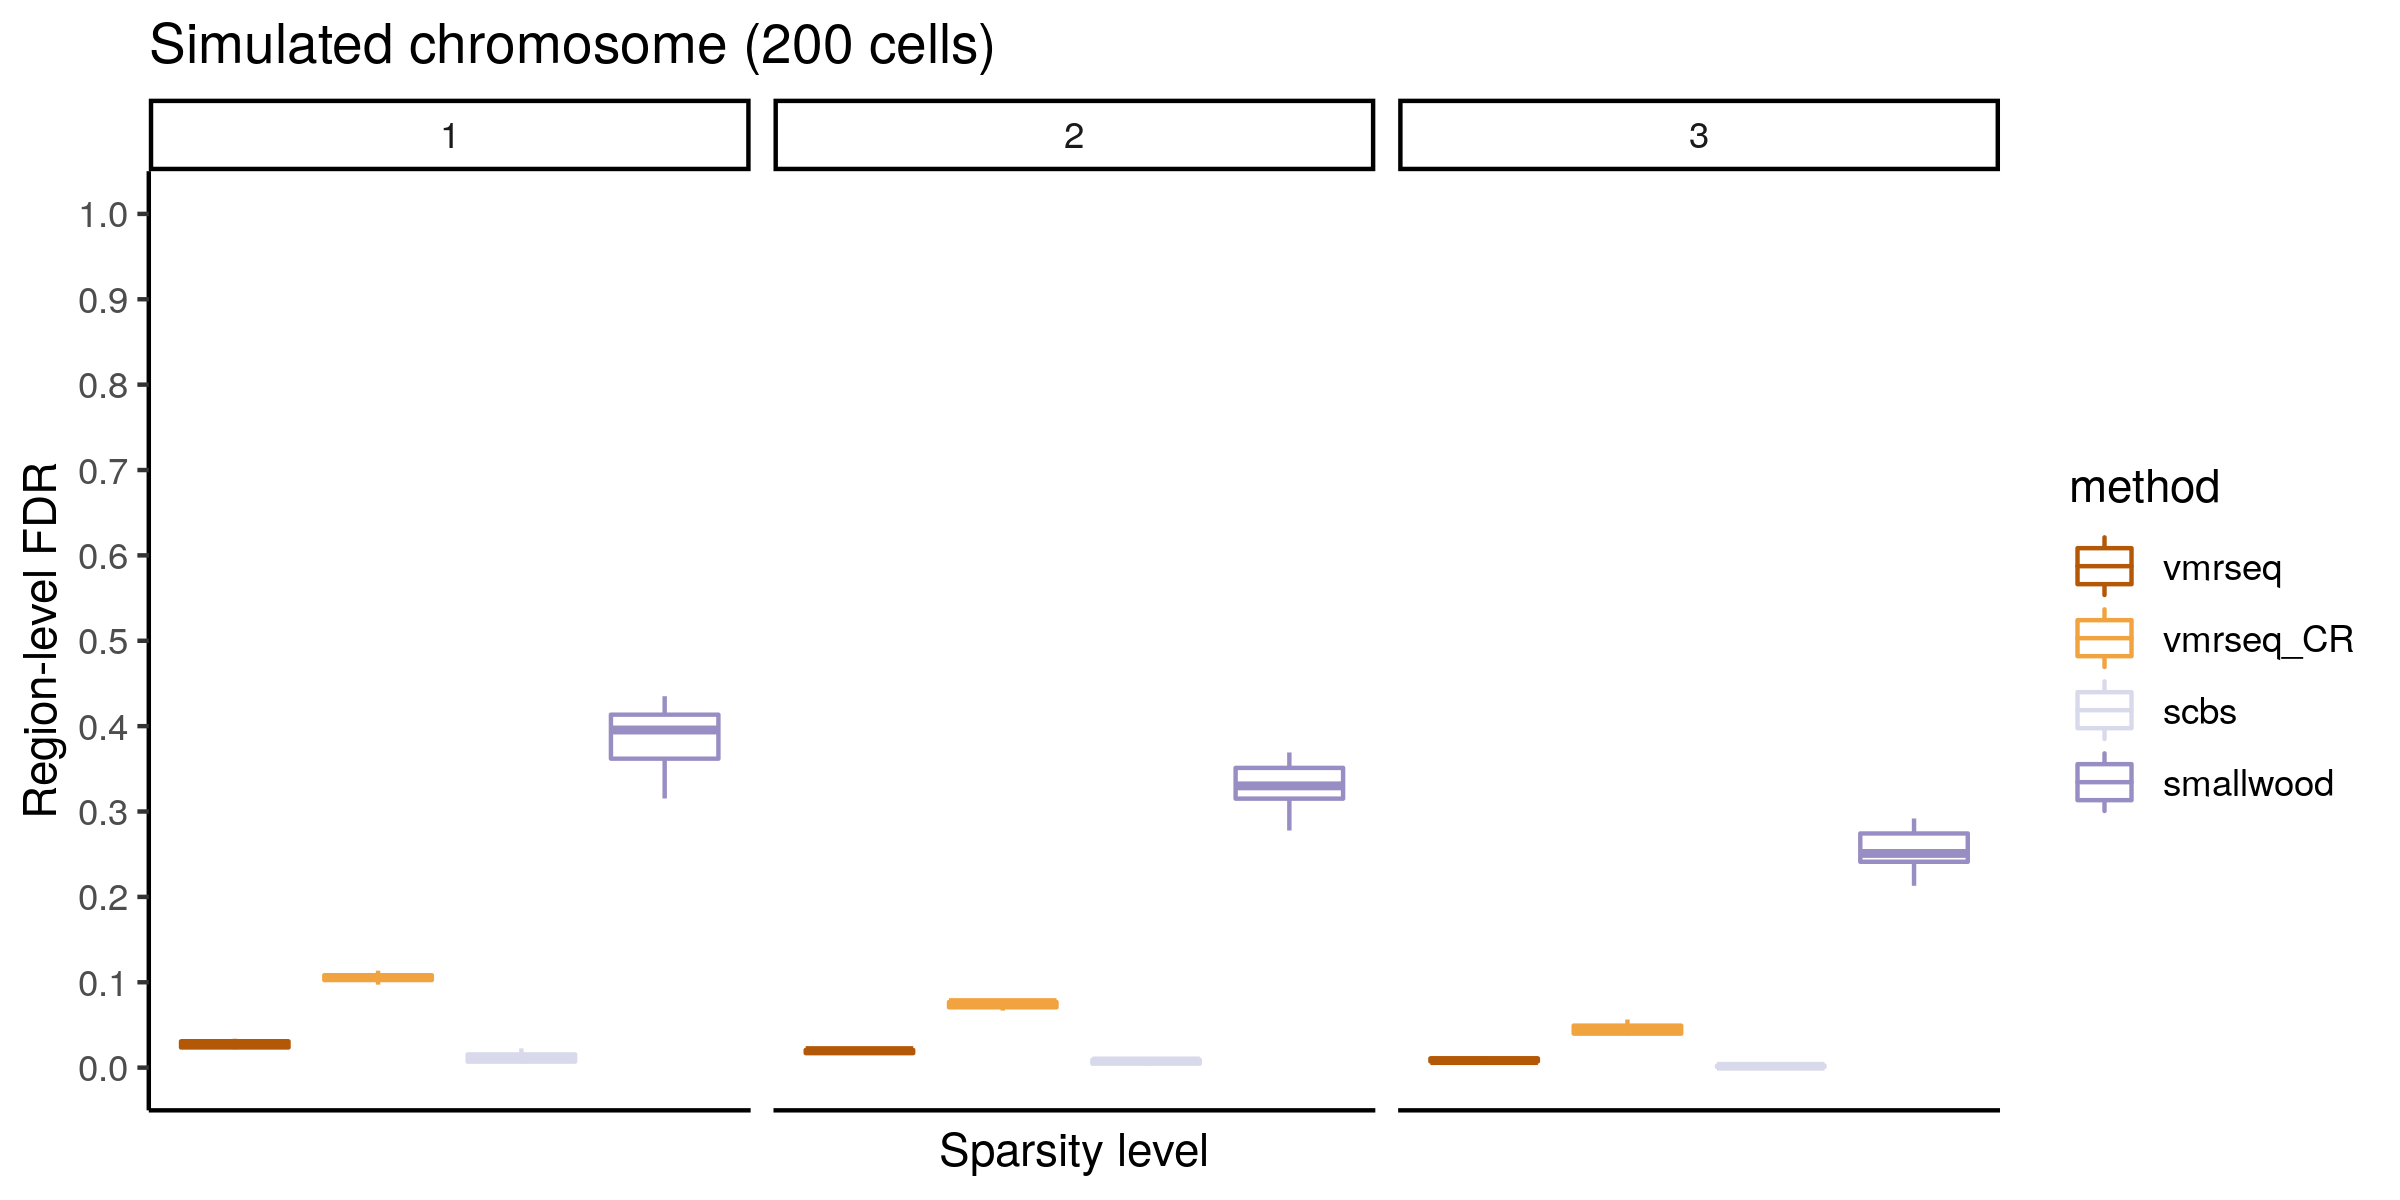 Simulated chromosome (200 cells)
1
2
3
1.0
0.9
0.8
0.7
0.6
0.5
0.4
0.3
0.2
0.1
0.0
Region-level FDR
Sparsity level
method
vmrseq
vmrseq_CR
scbs
smallwood